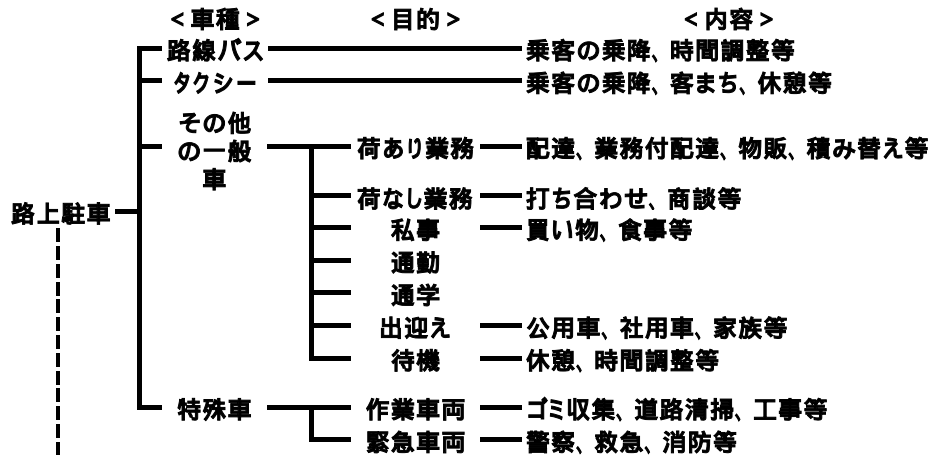 <車種> <目的> <内容>
路線バス 乗客の乗降、時間調整等
タクシー 乗客の乗降、客まち、休憩等
その他
の一般
車
荷あり業務 配達、業務付配達、物販、積み替え等
荷なし業務 打ち合わせ、商談等
路上駐車
私事 買い物、食事等
通勤
通学
出迎え 公用車、社用車、家族等
待機 休憩、時間調整等
特殊車 作業車両 ゴミ収集、道路清掃、工事等
緊急車両 警察、救急、消防等